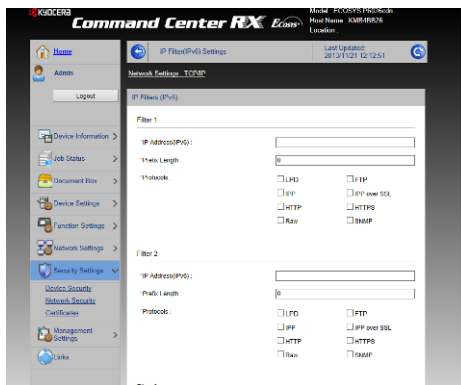 KYOCERA
Command Center RX Ecosys
Model : ECOSYS P6026cdn
Host Name : KM84B826
Location :
Home
IP Filter(IPv6) Settings
Last Updated:
2013/11/21 12:12:51
Admin
Network Settings : TCP/IP
Logout
IP Filters (IPv6)
Filter 1
*IP Address(IPv6) :
Device Information
*Prefix Length :
0
Job Status
*Protocols :
LPD
FTP
Document Box
IPP
IPP over SSL
HTTP
HTTPS
Device Settings
Raw
SNMP
Function Settings
Network Settings
Filter 2
Security Settings
*IP Address(IPv6) :
Device Security
*Prefix Length :
0
Network Security
*Protocols :
LPD
FTP
Certificates
IPP
IPP over SSL
Management
Settings
HTTP
HTTPS
Links
Raw
SNMP